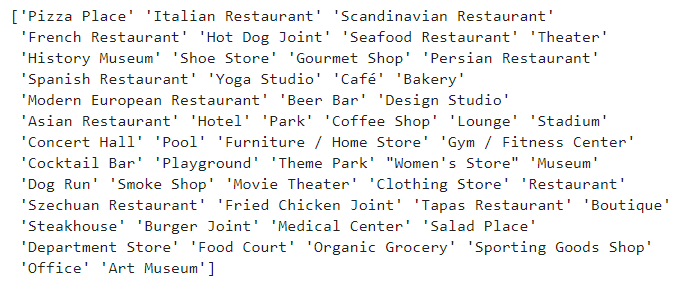 ['Pizza Place' 'Italian Restaurant' 'Scandinavian Restaurant'
'French Restaurant' 'Hot Dog Joint' 'Seafood Restaurant' 'Theater'
'History Museum' 'Shoe Store' 'Gourmet Shop' 'Persian Restaurant'
'Spanish Restaurant' 'Yoga Studio' 'Café' 'Bakery'
'Modern European Restaurant' 'Beer Bar' 'Design Studio'
'Asian Restaurant' 'Hotel' 'Park' 'Coffee Shop' 'Lounge' 'Stadium'
'Concert Hall' 'Pool' 'Furniture / Home Store' 'Gym / Fitness Center'
'Cocktail Bar' 'Playground' 'Theme Park' "Women's Store" 'Museum'
'Dog Run' 'Smoke Shop' 'Movie Theater' 'Clothing Store' 'Restaurant'
'Szechuan Restaurant' 'Fried Chicken Joint' 'Tapas Restaurant' 'Boutique'
'Steakhouse' 'Burger Joint' 'Medical Center' 'Salad Place'
'Department Store' 'Food Court' 'Organic Grocery' 'Sporting Goods Shop'
'Office' 'Art Museum']